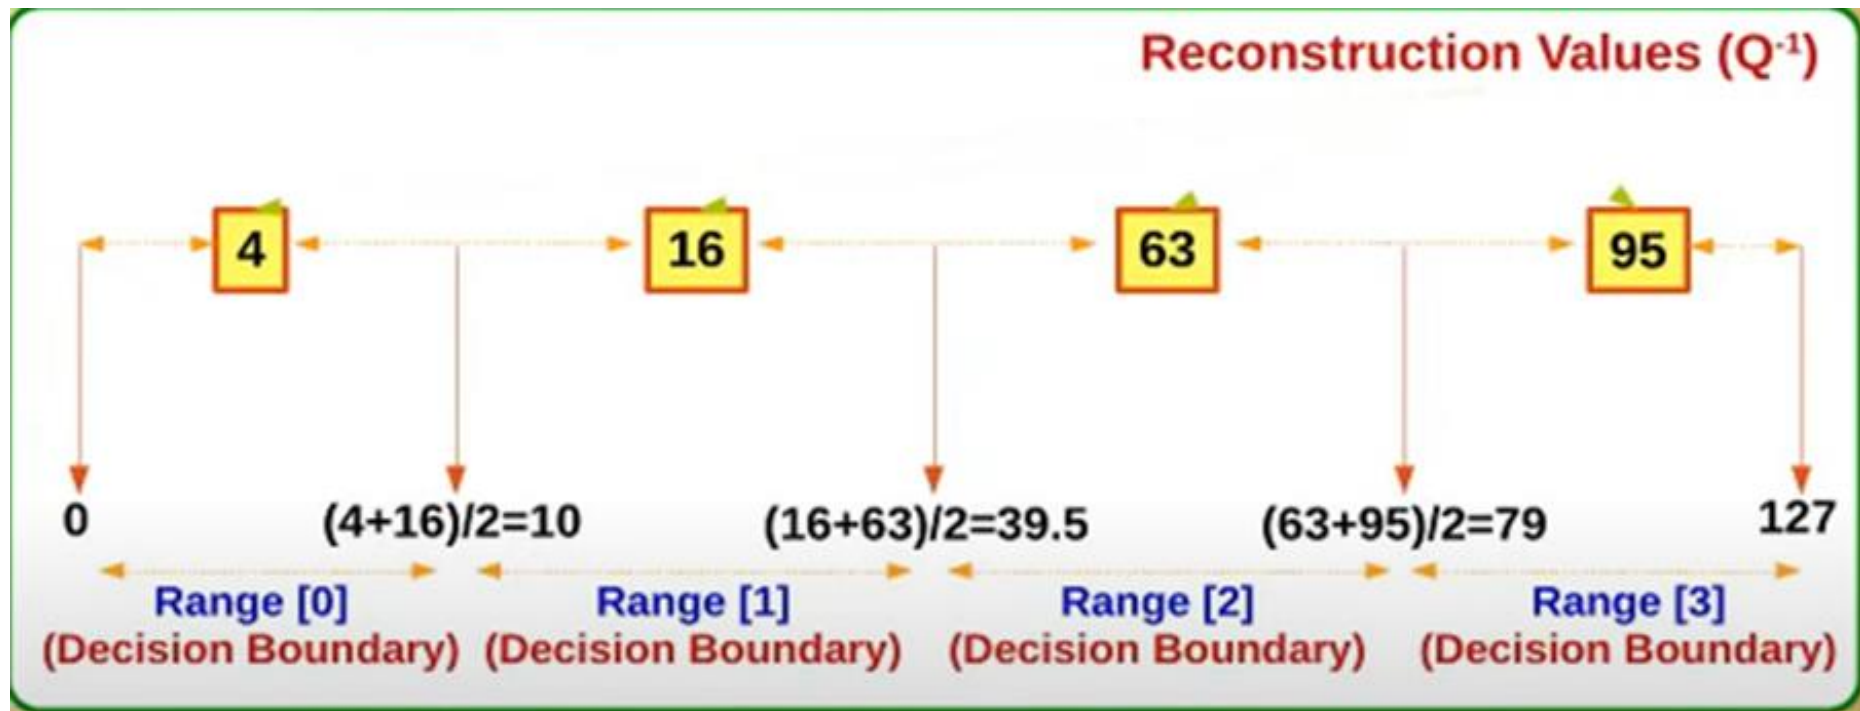 Reconstruction Values (Q⁻¹)
4 16 63 95
0 (4+16)/2=10 (16+63)/2=39.5 (63+95)/2=79 127
Range [0] Range [1] Range [2] Range [3]
(Decision Boundary) (Decision Boundary) (Decision Boundary) (Decision Boundary)